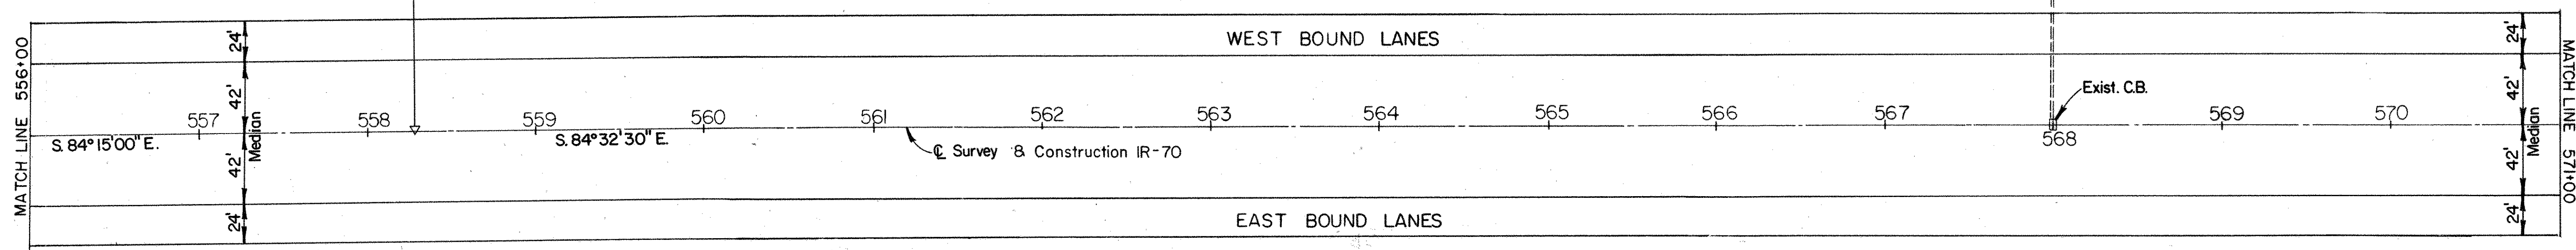 MATCH LINE 556+00
24'
42'
Median
42'
24'
WEST BOUND LANES
557 558 559 560 561 562 563 564 565 566 567 568 569 570
S. 84° 15' 00" E.
S. 84° 32' 30" E.
℄ Survey & Construction IR-70
Exist. C.B.
EAST BOUND LANES
24'
42'
Median
42'
24'
MATCH LINE 571+00